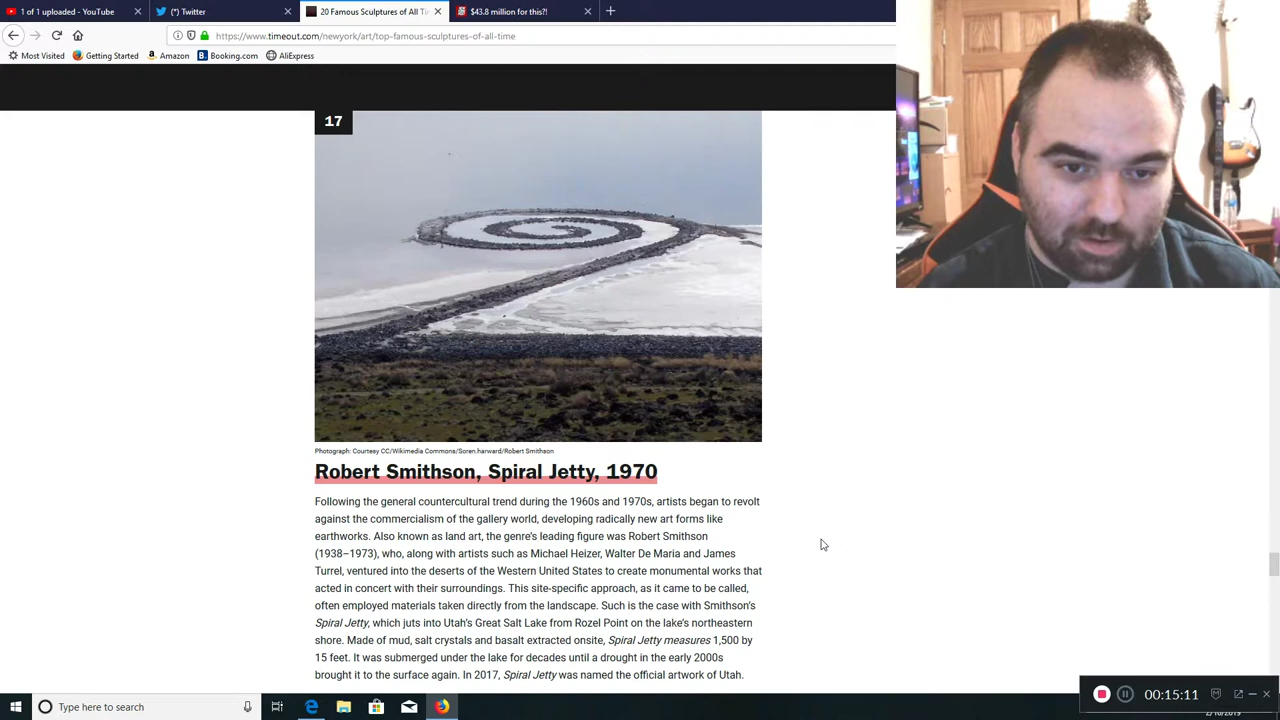 1 of 1 uploaded - YouTube
(*) Twitter
20 Famous Sculptures of All Ti
$43.8 million for this?!
https://www.timeout.com/newyork/art/top-famous-sculptures-of-all-time
Most Visited
Getting Started
Amazon
Booking.com
AliExpress
17
Photograph: Courtesy CC/Wikimedia Commons/Soren.harward/Robert Smithson
Robert Smithson, Spiral Jetty, 1970
Following the general countercultural trend during the 1960s and 1970s, artists began to revolt
against the commercialism of the gallery world, developing radically new art forms like
earthworks. Also known as land art, the genre's leading figure was Robert Smithson
(1938–1973), who, along with artists such as Michael Heizer, Walter De Maria and James
Turrel, ventured into the deserts of the Western United States to create monumental works that
acted in concert with their surroundings. This site-specific approach, as it came to be called,
often employed materials taken directly from the landscape. Such is the case with Smithson's
Spiral Jetty, which juts into Utah's Great Salt Lake from Rozel Point on the lake's northeastern
shore. Made of mud, salt crystals and basalt extracted onsite, Spiral Jetty measures 1,500 by
15 feet. It was submerged under the lake for decades until a drought in the early 2000s
brought it to the surface again. In 2017, Spiral Jetty was named the official artwork of Utah.
00:15:11
Type here to search